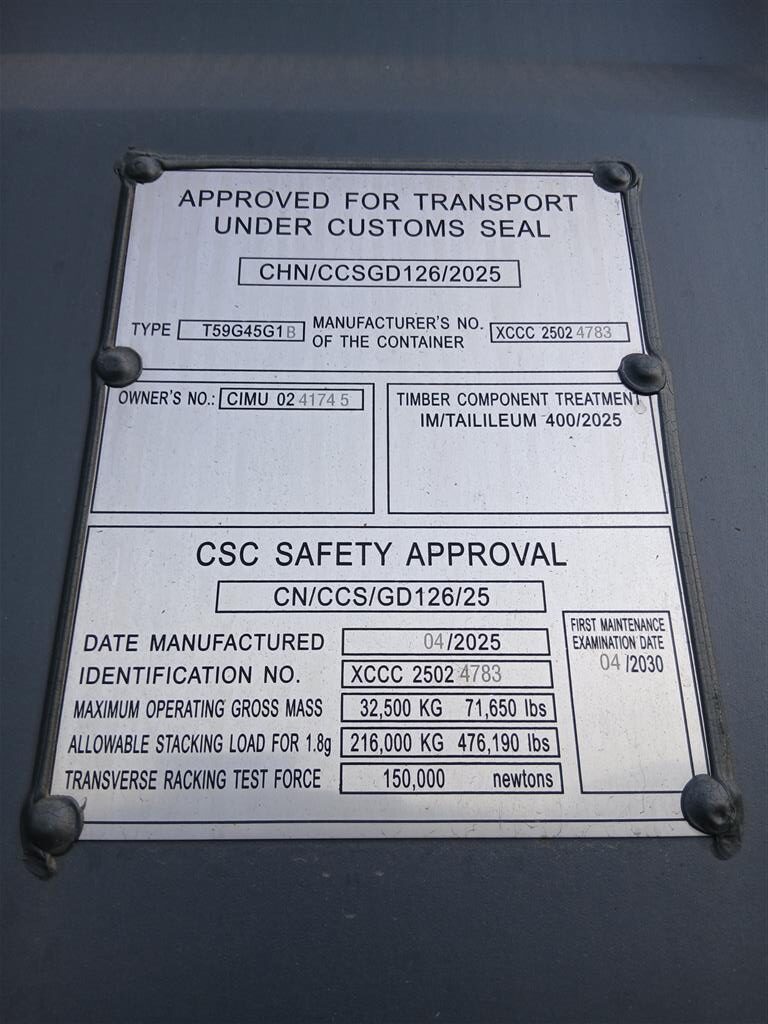 APPROVED FOR TRANSPORT
UNDER CUSTOMS SEAL
CHN/CCSGD126/2025
TYPE T59G45G1B MANUFACTURER'S NO. OF THE CONTAINER XCCC 2502 4783
OWNER'S NO.: CIMU 02 4174 5
TIMBER COMPONENT TREATMENT
IM/TAILILEUM 400/2025
CSC SAFETY APPROVAL
CN/CCS/GD126/25
DATE MANUFACTURED 04/2025
IDENTIFICATION NO. XCCC 2502 4783
MAXIMUM OPERATING GROSS MASS 32,500 KG 71,650 lbs
ALLOWABLE STACKING LOAD FOR 1.8g 216,000 KG 476,190 lbs
TRANSVERSE RACKING TEST FORCE 150,000 newtons
FIRST MAINTENANCE
EXAMINATION DATE
04 /2030